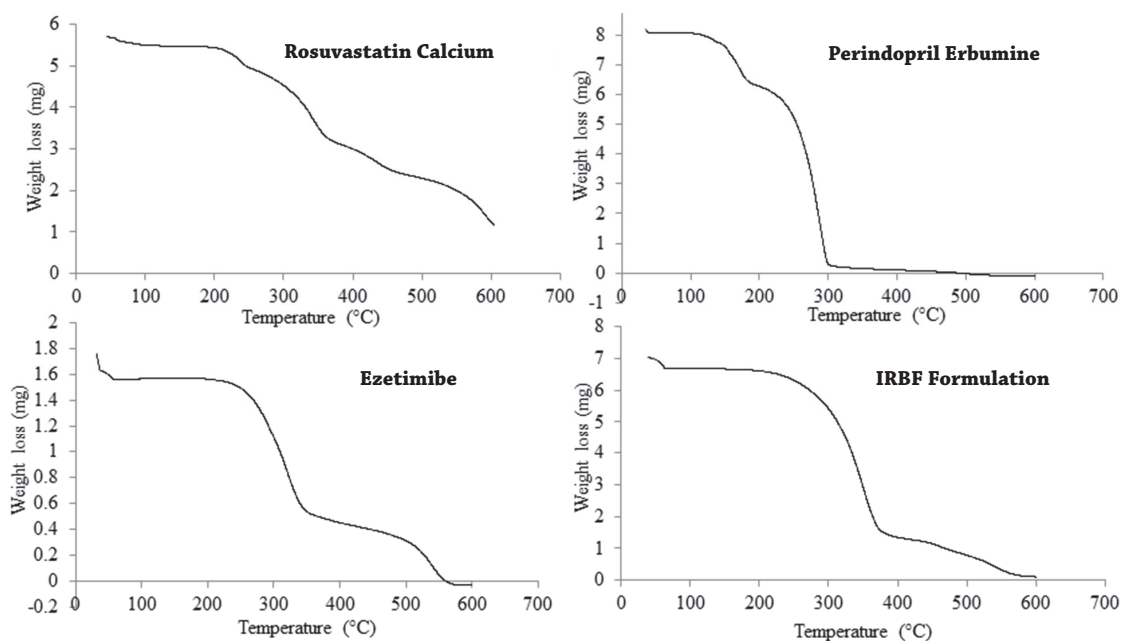 Rosuvastatin Calcium
Weight loss (mg)
6
5
4
3
2
1
0
0 100 200 300 400 500 600 700
Temperature (°C)
Perindopril Erbumine
Weight loss (mg)
8
7
6
5
4
3
2
1
0
-1
0 100 200 300 400 500 600 700
Temperature (°C)
Ezetimibe
Weight loss (mg)
2
1.8
1.6
1.4
1.2
1
0.8
0.6
0.4
0.2
0
-0.2
0 100 200 300 400 500 600 700
Temperature (°C)
IRBF Formulation
Weight loss (mg)
8
7
6
5
4
3
2
1
0
0 100 200 300 400 500 600 700
Temperature (°C)